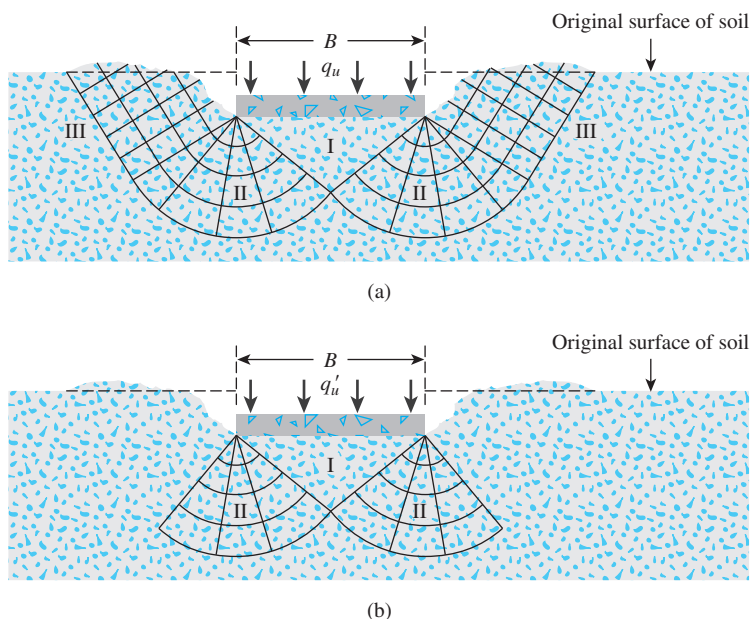 Original surface of soil
B
q_u
III
I
III
II
II
(a)
Original surface of soil
B
q_u′
I
II
II
(b)